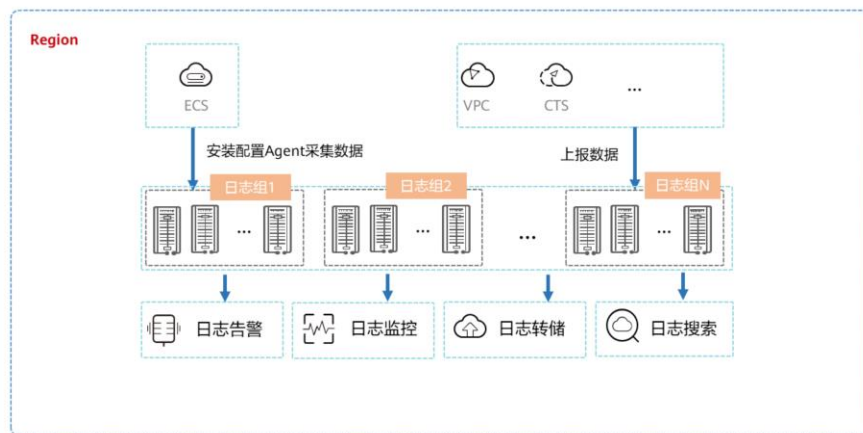 Region
ECS
VPC
CTS
...
安装配置Agent采集数据
上报数据
日志组1
日志组2
日志组N
...
...
...
...
日志告警
日志监控
日志转储
日志搜索